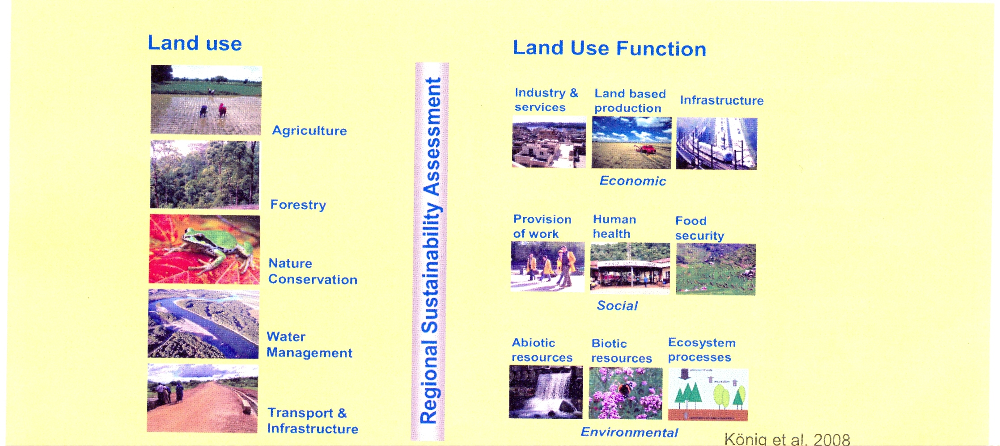 Land use
Agriculture
Forestry
Nature
Conservation
Water
Management
Transport &
Infrastructure
Regional Sustainability Assessment
Land Use Function
Industry &
services
Land based
production
Infrastructure
Economic
Provision
of work
Human
health
Food
security
Social
Abiotic
resources
Biotic
resources
Ecosystem
processes
Environmental
König et al. 2008